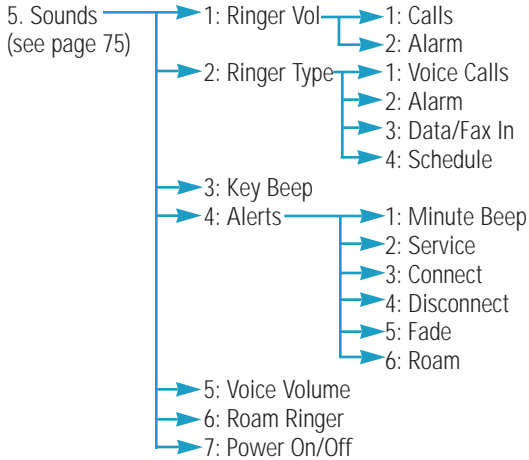 5. Sounds
(see page 75)
1: Ringer Vol
1: Calls
2: Alarm
2: Ringer Type
1: Voice Calls
2: Alarm
3: Data/Fax In
4: Schedule
3: Key Beep
4: Alerts
1: Minute Beep
2: Service
3: Connect
4: Disconnect
5: Fade
6: Roam
5: Voice Volume
6: Roam Ringer
7: Power On/Off